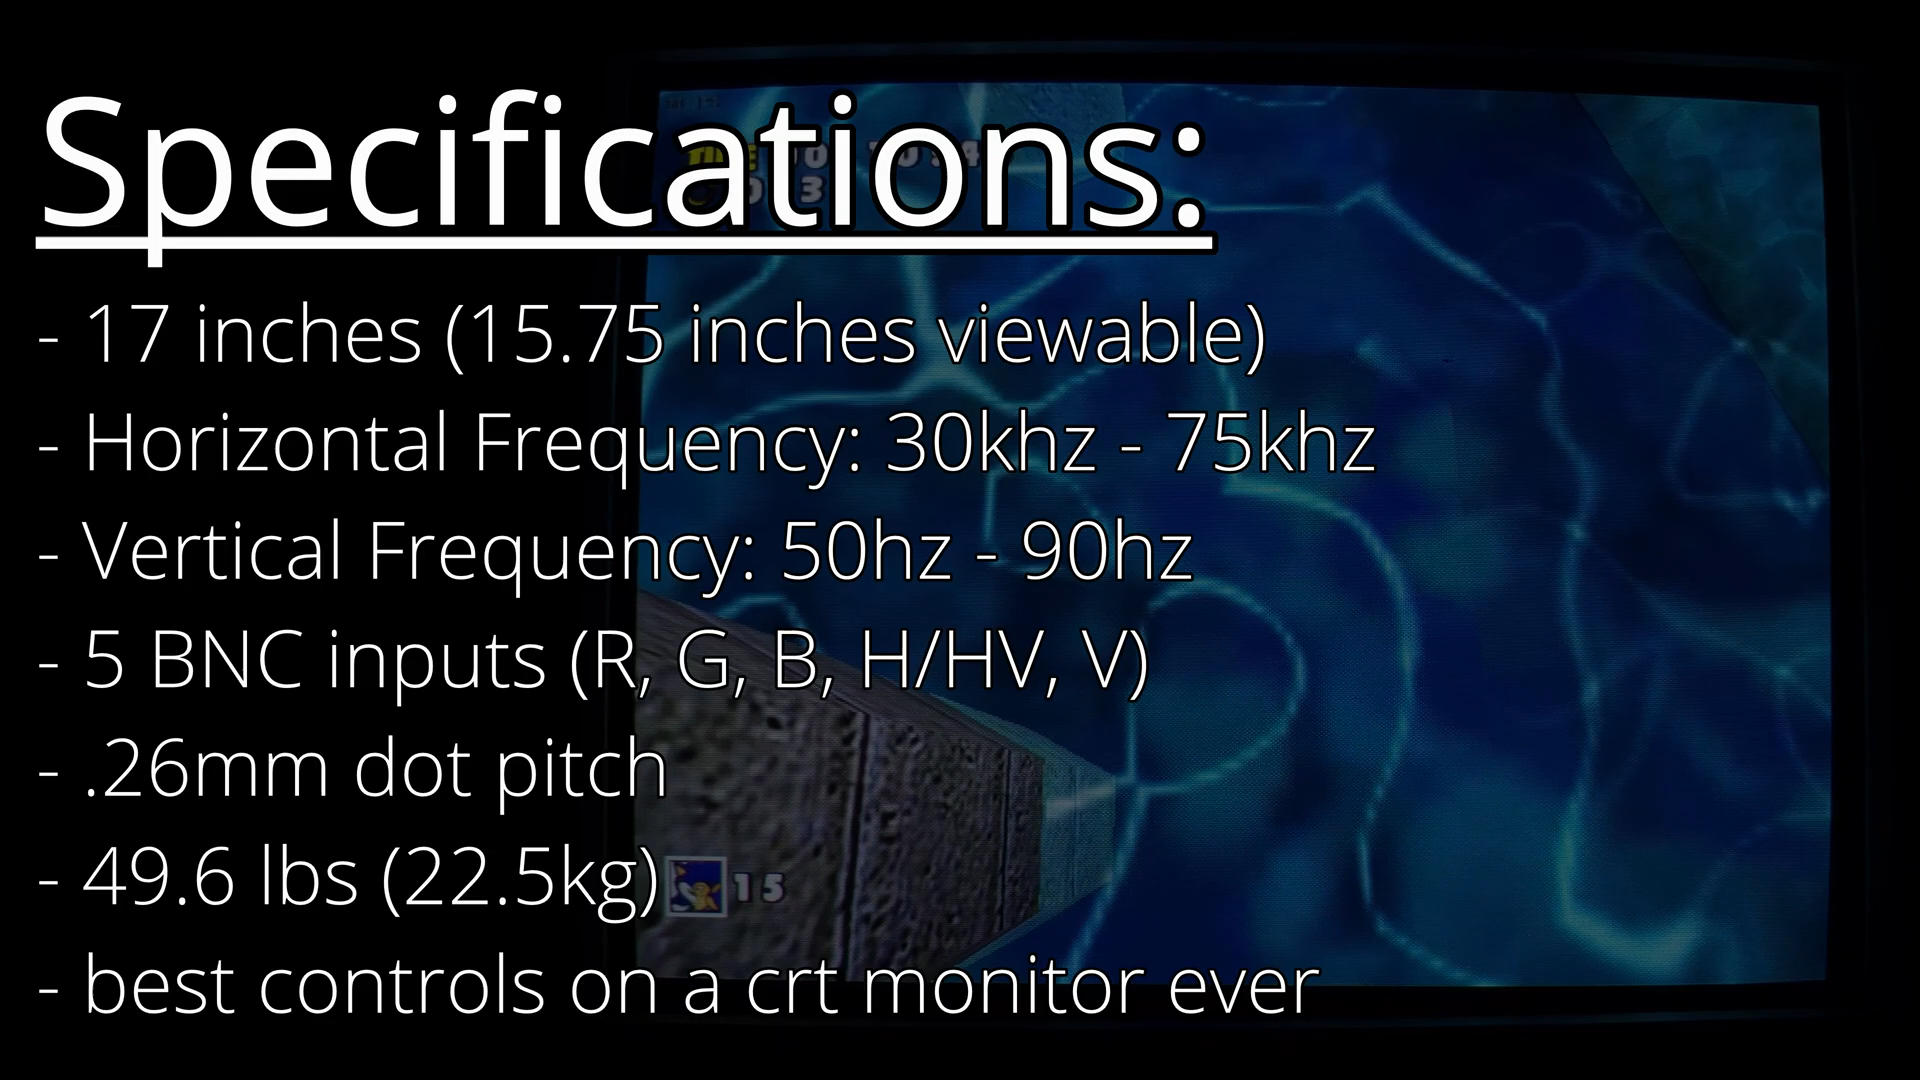 Specifications:
- 17 inches (15.75 inches viewable)
- Horizontal Frequency: 30khz - 75khz
- Vertical Frequency: 50hz - 90hz
- 5 BNC inputs (R, G, B, H/HV, V)
- .26mm dot pitch
- 49.6 lbs (22.5kg)
15
- best controls on a crt monitor ever